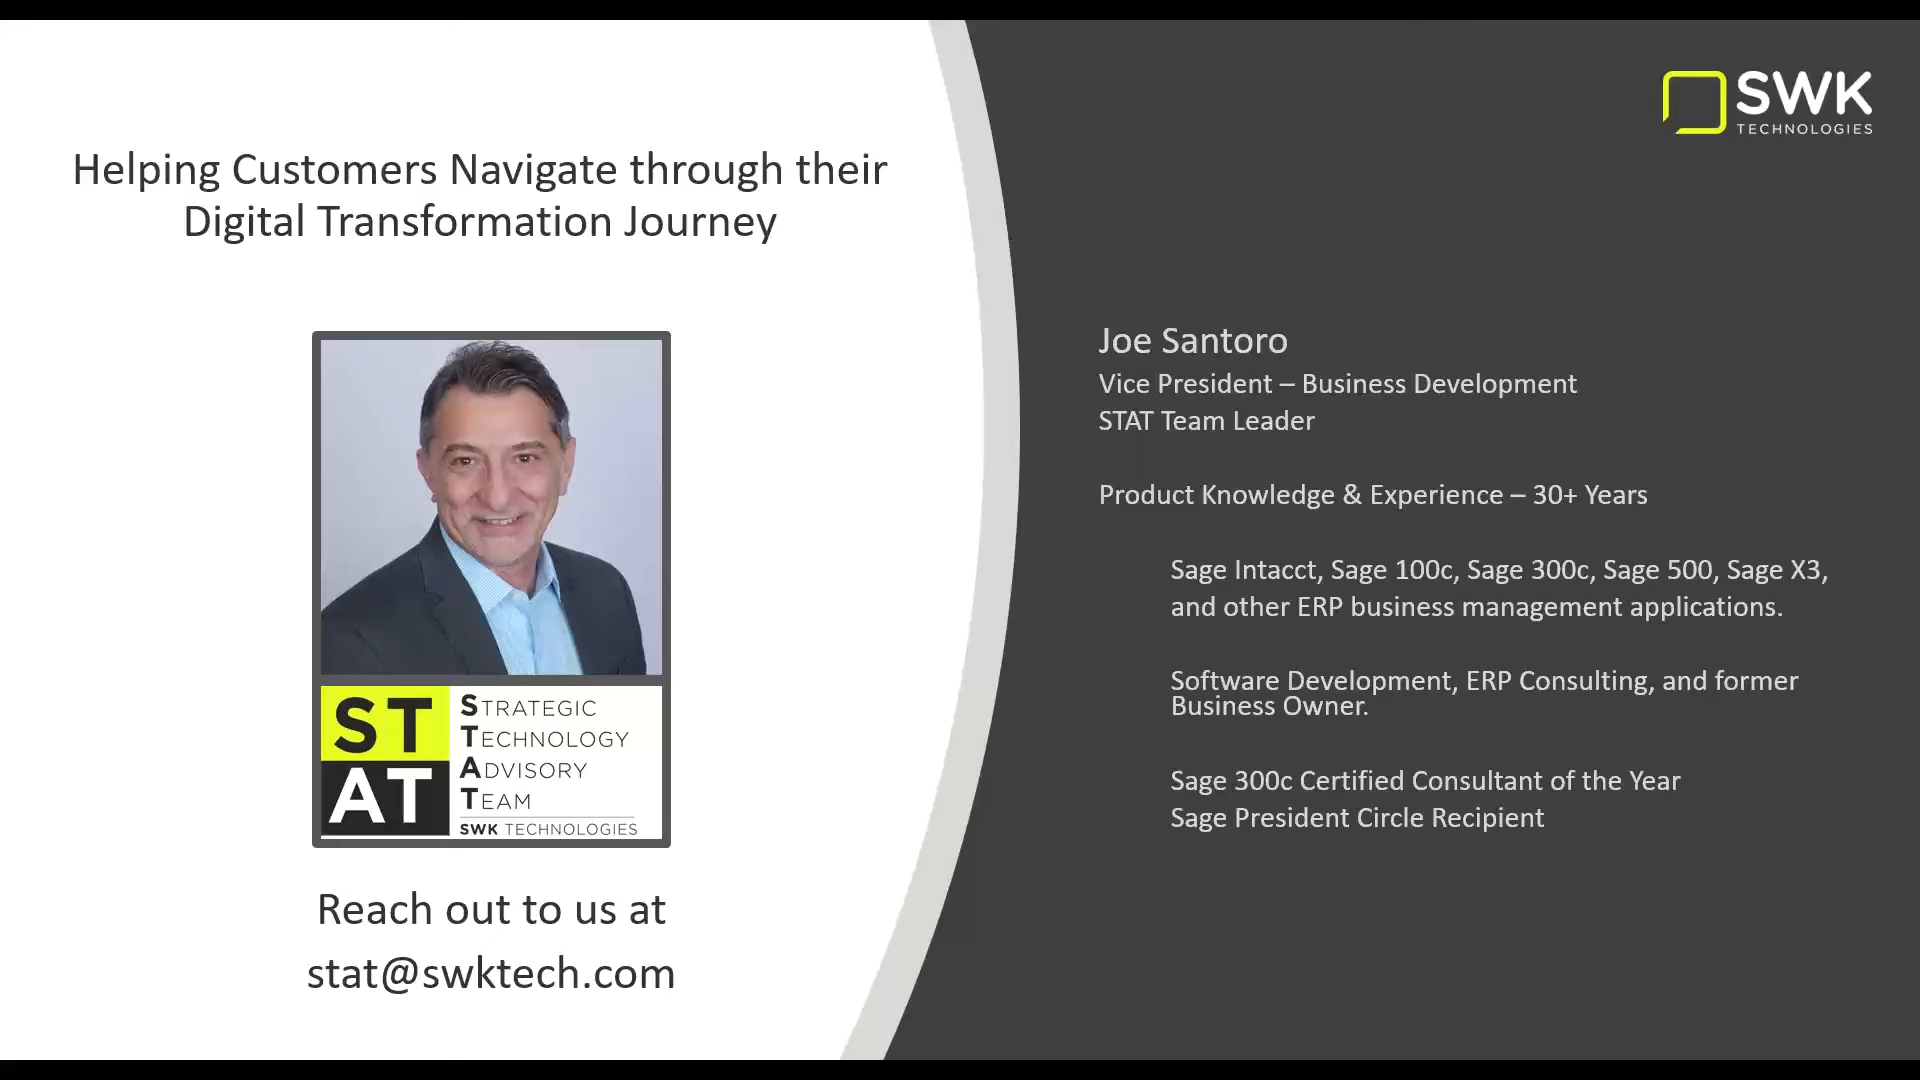 SWK
TECHNOLOGIES
Helping Customers Navigate through their
Digital Transformation Journey
ST
AT
STRATEGIC
TECHNOLOGY
ADVISORY
TEAM
SWK TECHNOLOGIES
Reach out to us at
stat@swktech.com
Joe Santoro
Vice President – Business Development
STAT Team Leader
Product Knowledge & Experience – 30+ Years
Sage Intacct, Sage 100c, Sage 300c, Sage 500, Sage X3,
and other ERP business management applications.
Software Development, ERP Consulting, and former
Business Owner.
Sage 300c Certified Consultant of the Year
Sage President Circle Recipient